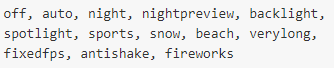 off, auto, night, nightpreview, backlight,
spotlight, sports, snow, beach, verylong,
fixedfps, antishake, fireworks